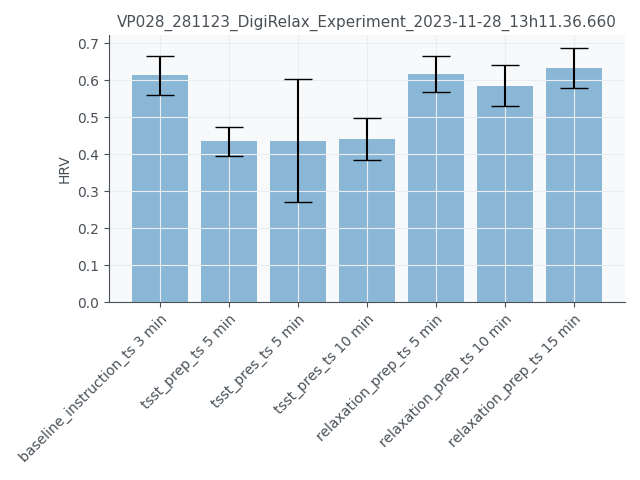 VP028_281123_DigiRelax_Experiment_2023-11-28_13h11.36.660
HRV
0.7
0.6
0.5
0.4
0.3
0.2
0.1
0.0
baseline_instruction_ts 3 min
tsst_prep_ts 5 min
tsst_pres_ts 5 min
tsst_pres_ts 10 min
relaxation_prep_ts 5 min
relaxation_prep_ts 10 min
relaxation_prep_ts 15 min